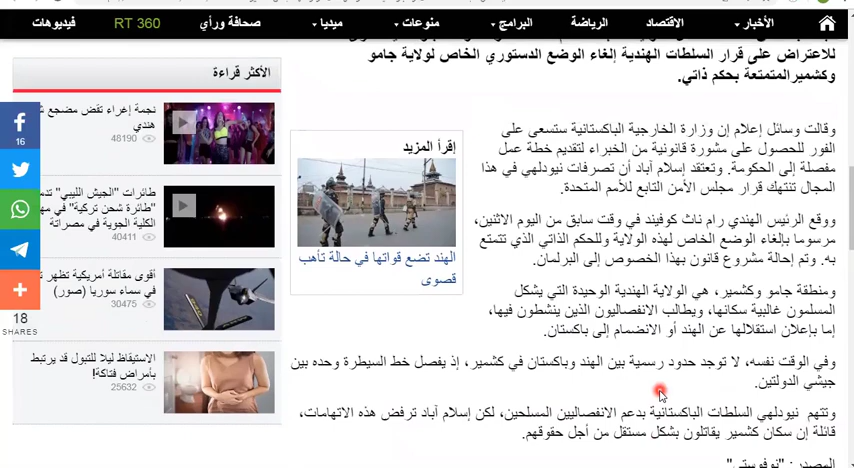 الأخبار
الاقتصاد
الرياضة
البرامج
منوعات
ميديا
صحافة ورأي
RT 360
فيديوهات
للاعتراض على قرار السلطات الهندية إلغاء الوضع الدستوري الخاص لولاية جامو
وكشمير المتمتعة بحكم ذاتي.
وقالت وسائل إعلام إن وزارة الخارجية الباكستانية ستسعى على
الفور للحصول على مشورة قانونية من الخبراء لتقديم خطة عمل
مفصلة إلى الحكومة. وتعتقد إسلام آباد أن تصرفات نيودلهي في هذا
المجال تنتهك قرار مجلس الأمن التابع للأمم المتحدة.
إقرأ المزيد
الهند تضع قواتها في حالة تأهب
قصوى
ووقع الرئيس الهندي رام ناث كوفيند في وقت سابق من اليوم الاثنين،
مرسوما بإلغاء الوضع الخاص لهذه الولاية وللحكم الذاتي الذي تتمتع
به. وتم إحالة مشروع قانون بهذا الخصوص إلى البرلمان.
ومنطقة جامو وكشمير، هي الولاية الهندية الوحيدة التي يشكل
المسلمون غالبية سكانها، ويطالب الانفصاليون الذين ينشطون فيها،
إما بإعلان استقلالها عن الهند أو الانضمام إلى باكستان.
وفي الوقت نفسه، لا توجد حدود رسمية بين الهند وباكستان في كشمير، إذ يفصل خط السيطرة وحده بين
جيشي الدولتين.
وتتهم نيودلهي السلطات الباكستانية بدعم الانفصاليين المسلحين، لكن إسلام آباد ترفض هذه الاتهامات،
قائلة إن سكان كشمير يقاتلون بشكل مستقل من أجل حقوقهم.
المصدر: "نوفوستي"
الأكثر قراءة
نجمة إغراء تقض مضجع
هندي
48190
طائرات "الجيش الليبي"
"طائرة شحن تركية" في
الكلية الجوية في مصراتة
40411
أقوى مقاتلة أمريكية تظهر
في سماء سوريا (صور)
30475
الاستيقاظ ليلا للتبول قد يرتبط
بأمراض فتاكة!
25632
16
18
SHARES